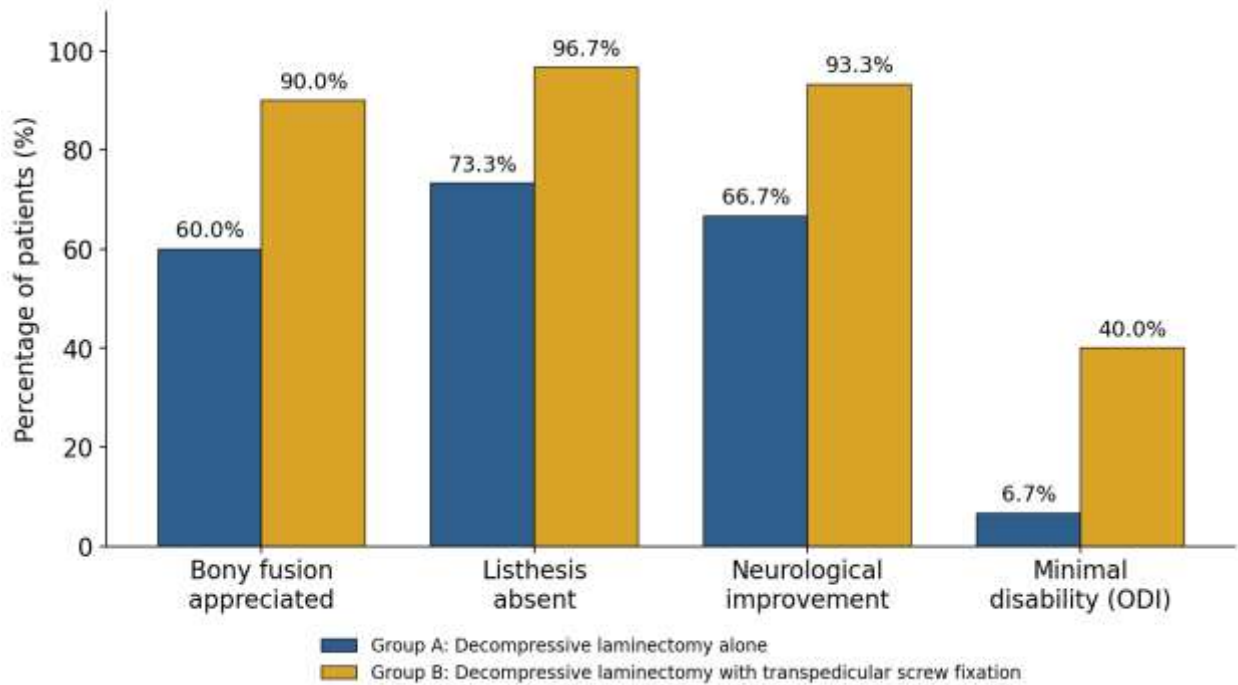 Percentage of patients (%)
100
80
60
40
20
0
60.0%
90.0%
73.3%
96.7%
66.7%
93.3%
6.7%
40.0%
Bony fusion
appreciated
Listhesis
absent
Neurological
improvement
Minimal
disability (ODI)
Group A: Decompressive laminectomy alone
Group B: Decompressive laminectomy with transpedicular screw fixation